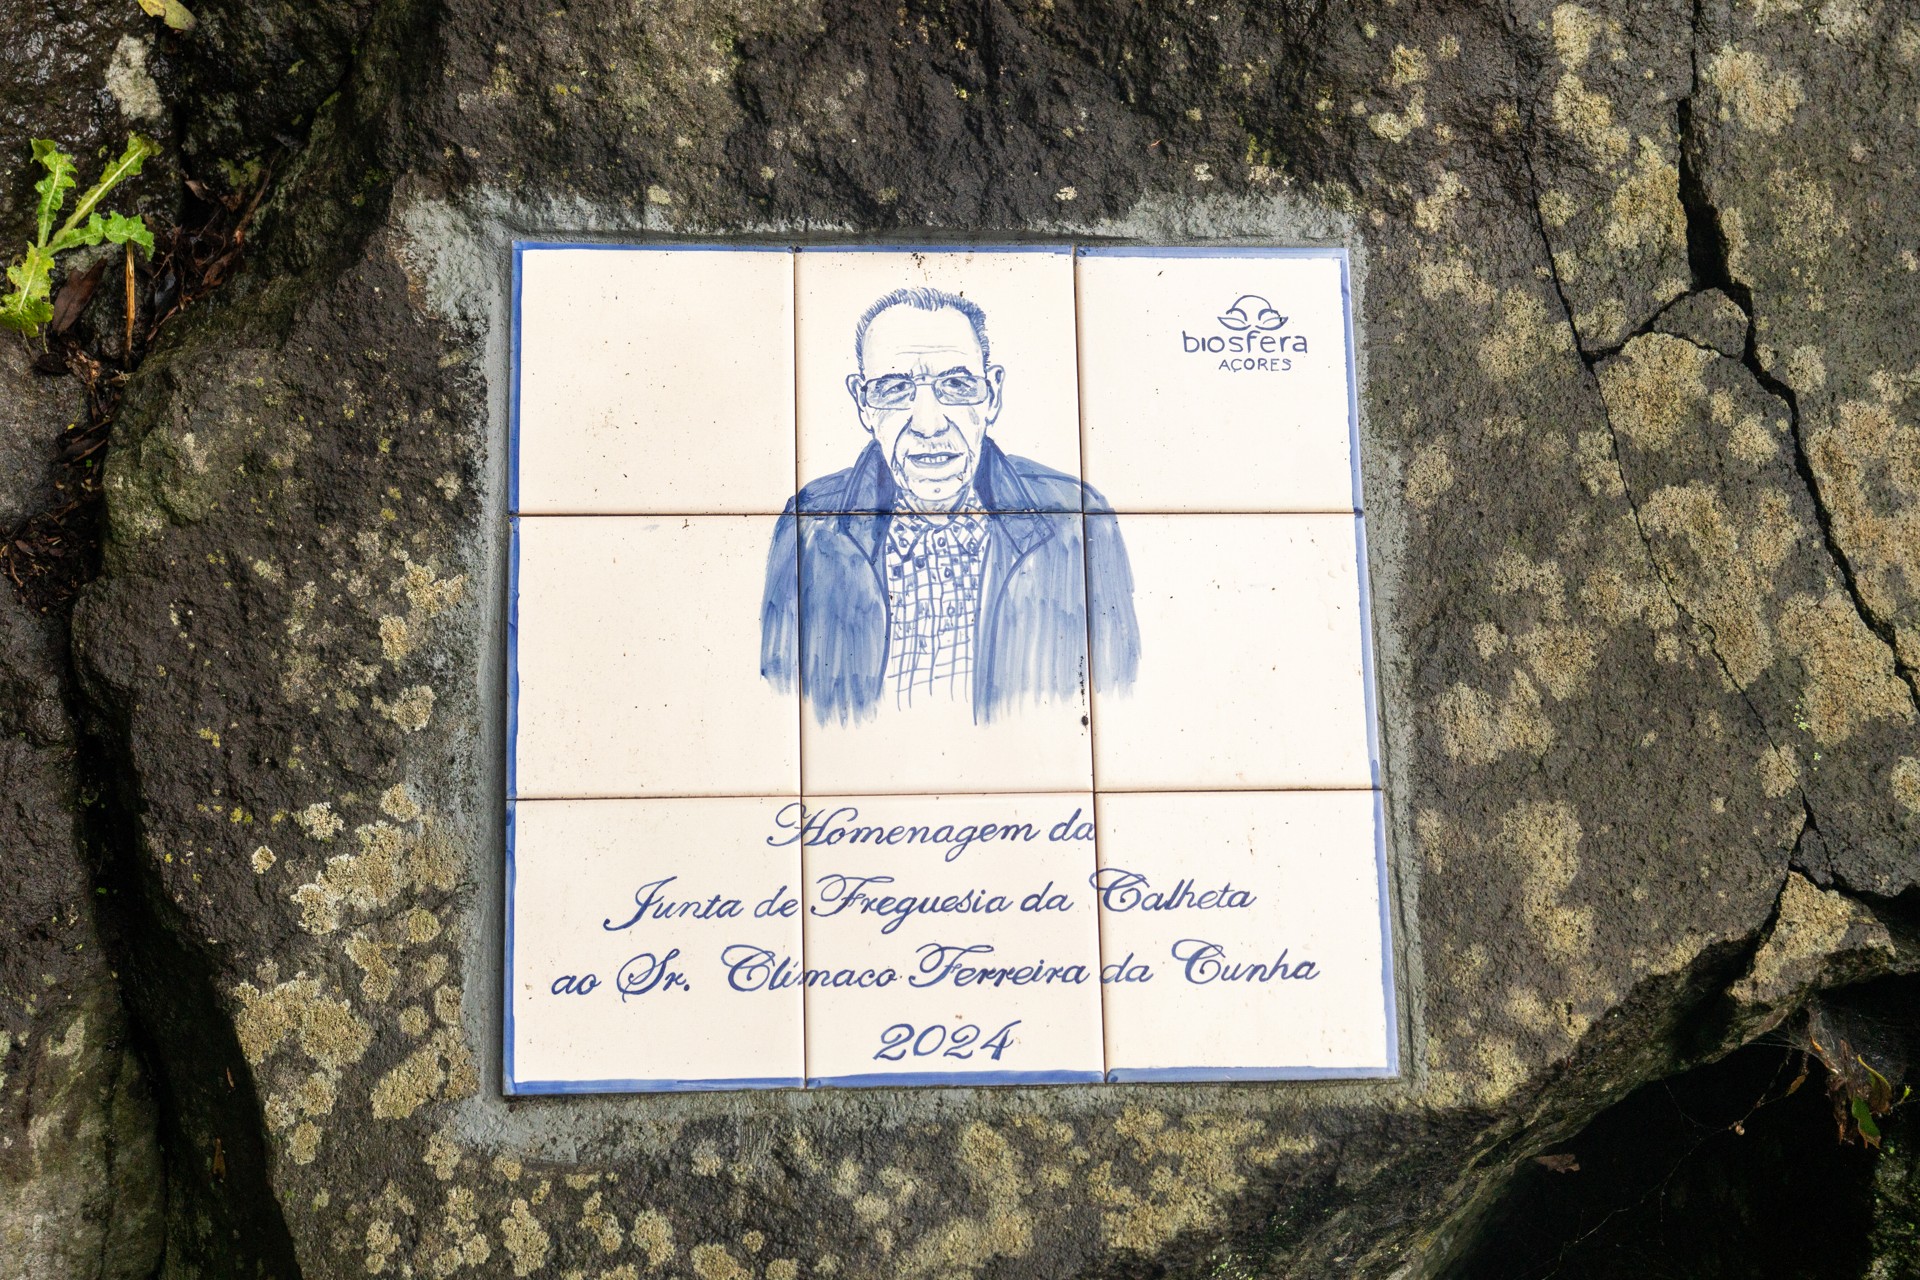 biosfera
AÇORES
Homenagem da
Junta de Freguesia da Calheta
ao Sr. Clímaco Ferreira da Cunha
2024